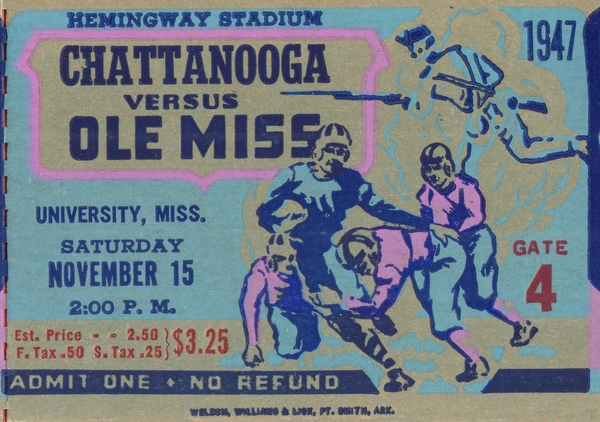 HEMINGWAY STADIUM
1947
CHATTANOOGA
VERSUS
OLE MISS
UNIVERSITY, MISS.
SATURDAY
NOVEMBER 15
2:00 P. M.
GATE
4
Est. Price - - 2.50
F. Tax .50 S. Tax .25
$3.25
ADMIT ONE • NO REFUND
WELDON, WILLIAMS & LICK, FT. SMITH, ARK.